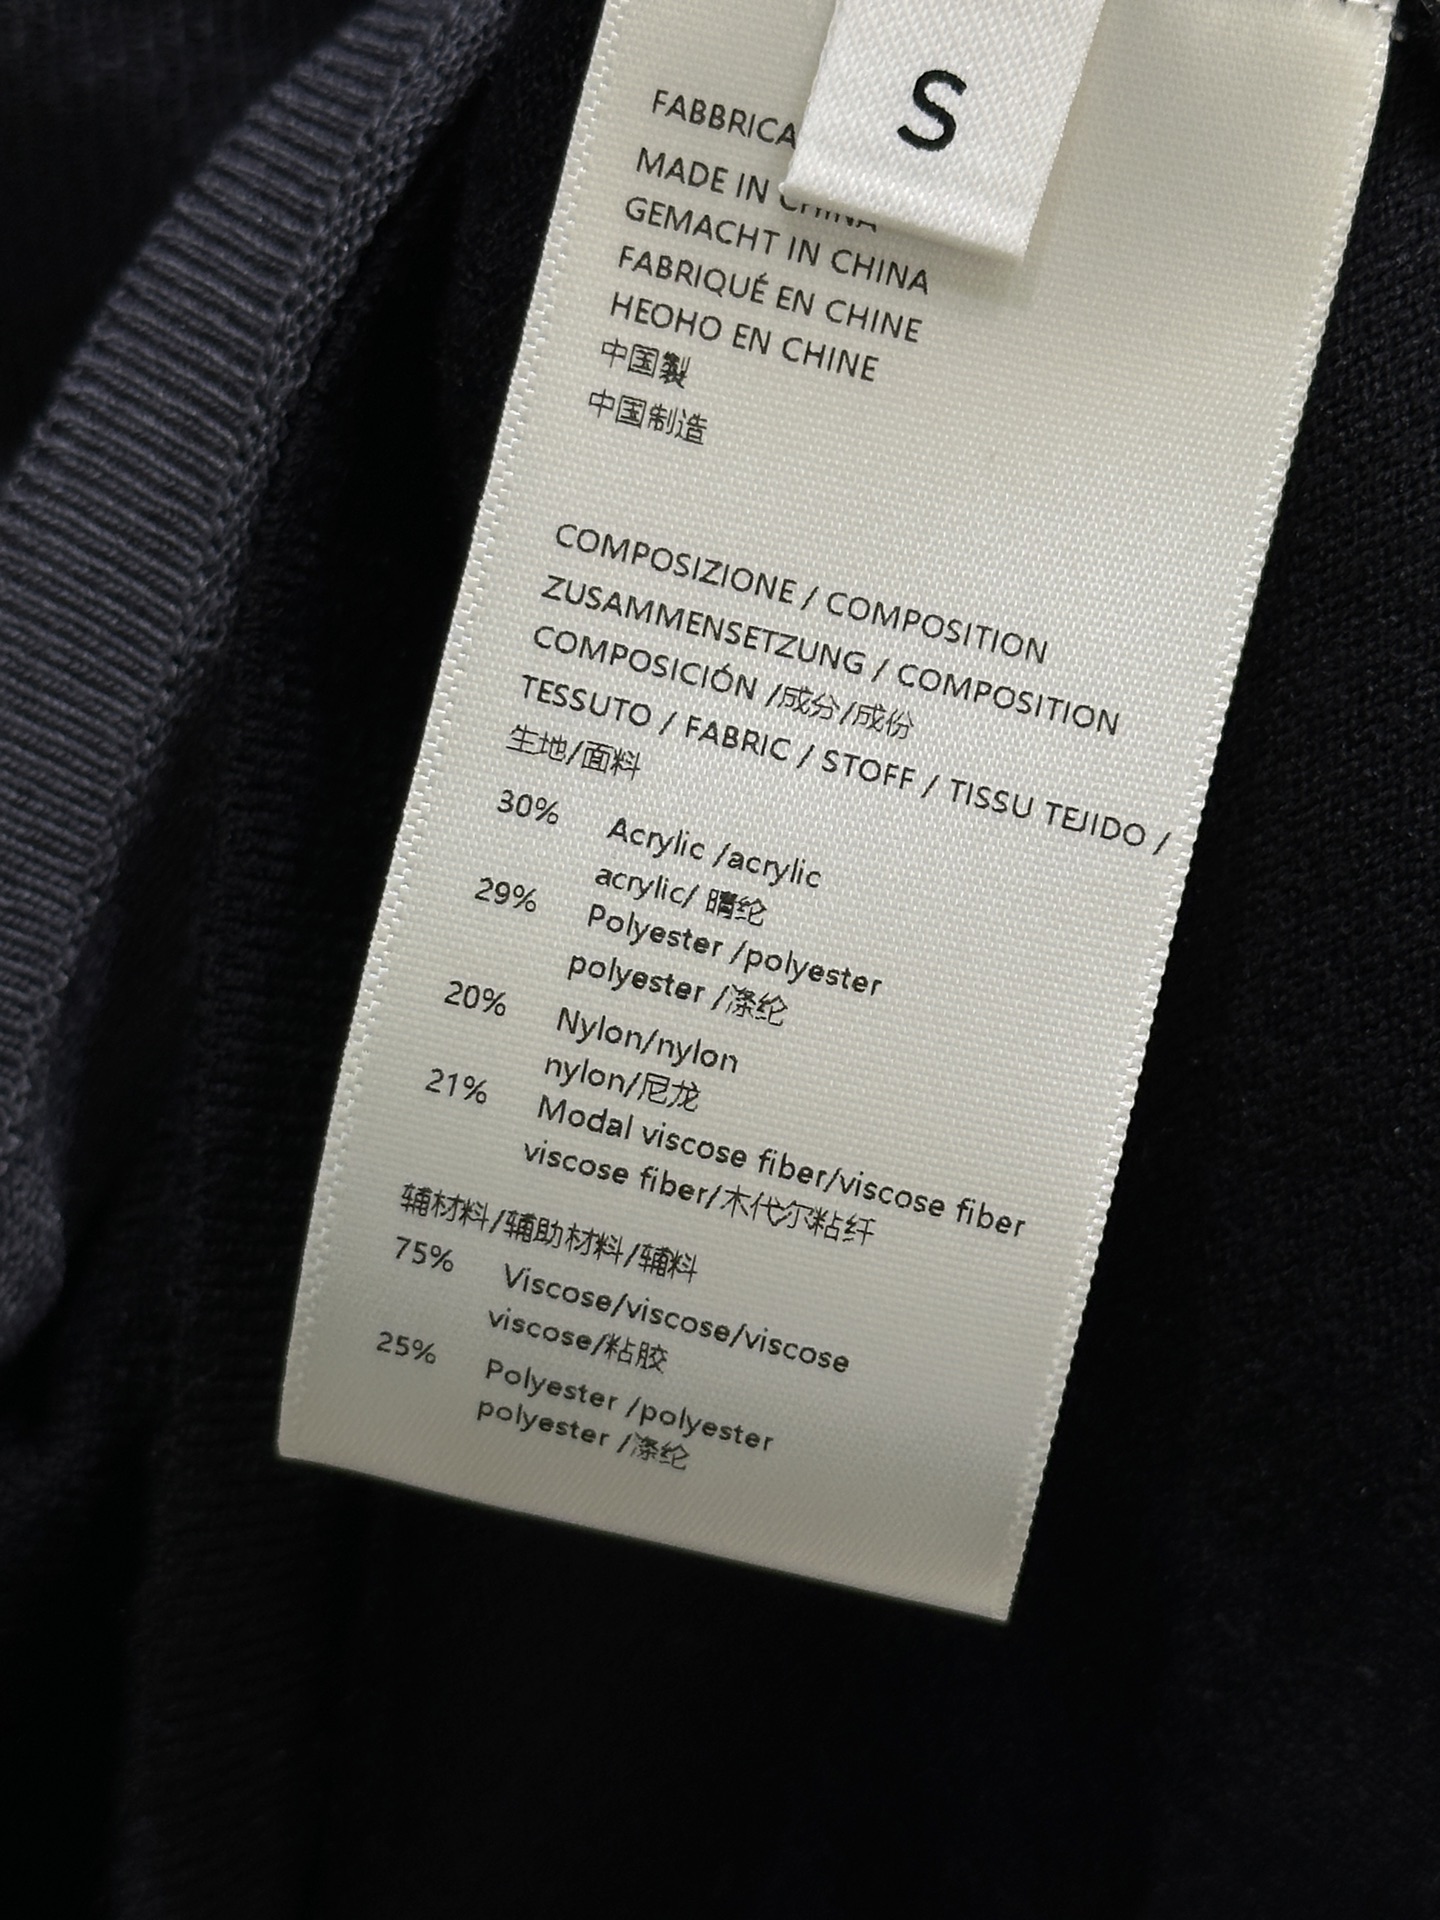 S
FABBRICA
MADE IN CHINA
GEMACHT IN CHINA
FABRIQUÉ EN CHINE
HEOHO EN CHINE
中国製
中国制造
COMPOSIZIONE / COMPOSITION
ZUSAMMENSETZUNG / COMPOSITION
COMPOSICIÓN /成分/成份
TESSUTO / FABRIC / STOFF / TISSU TEJIDO /
生地/面料
30% Acrylic /acrylic
acrylic/ 晴纶
29% Polyester /polyester
polyester /涤纶
20% Nylon/nylon
nylon/尼龙
21% Modal viscose fiber/viscose fiber
viscose fiber/木代尔粘纤
辅材料/辅助材料/辅料
75% Viscose/viscose/viscose
viscose/粘胶
25% Polyester /polyester
polyester /涤纶